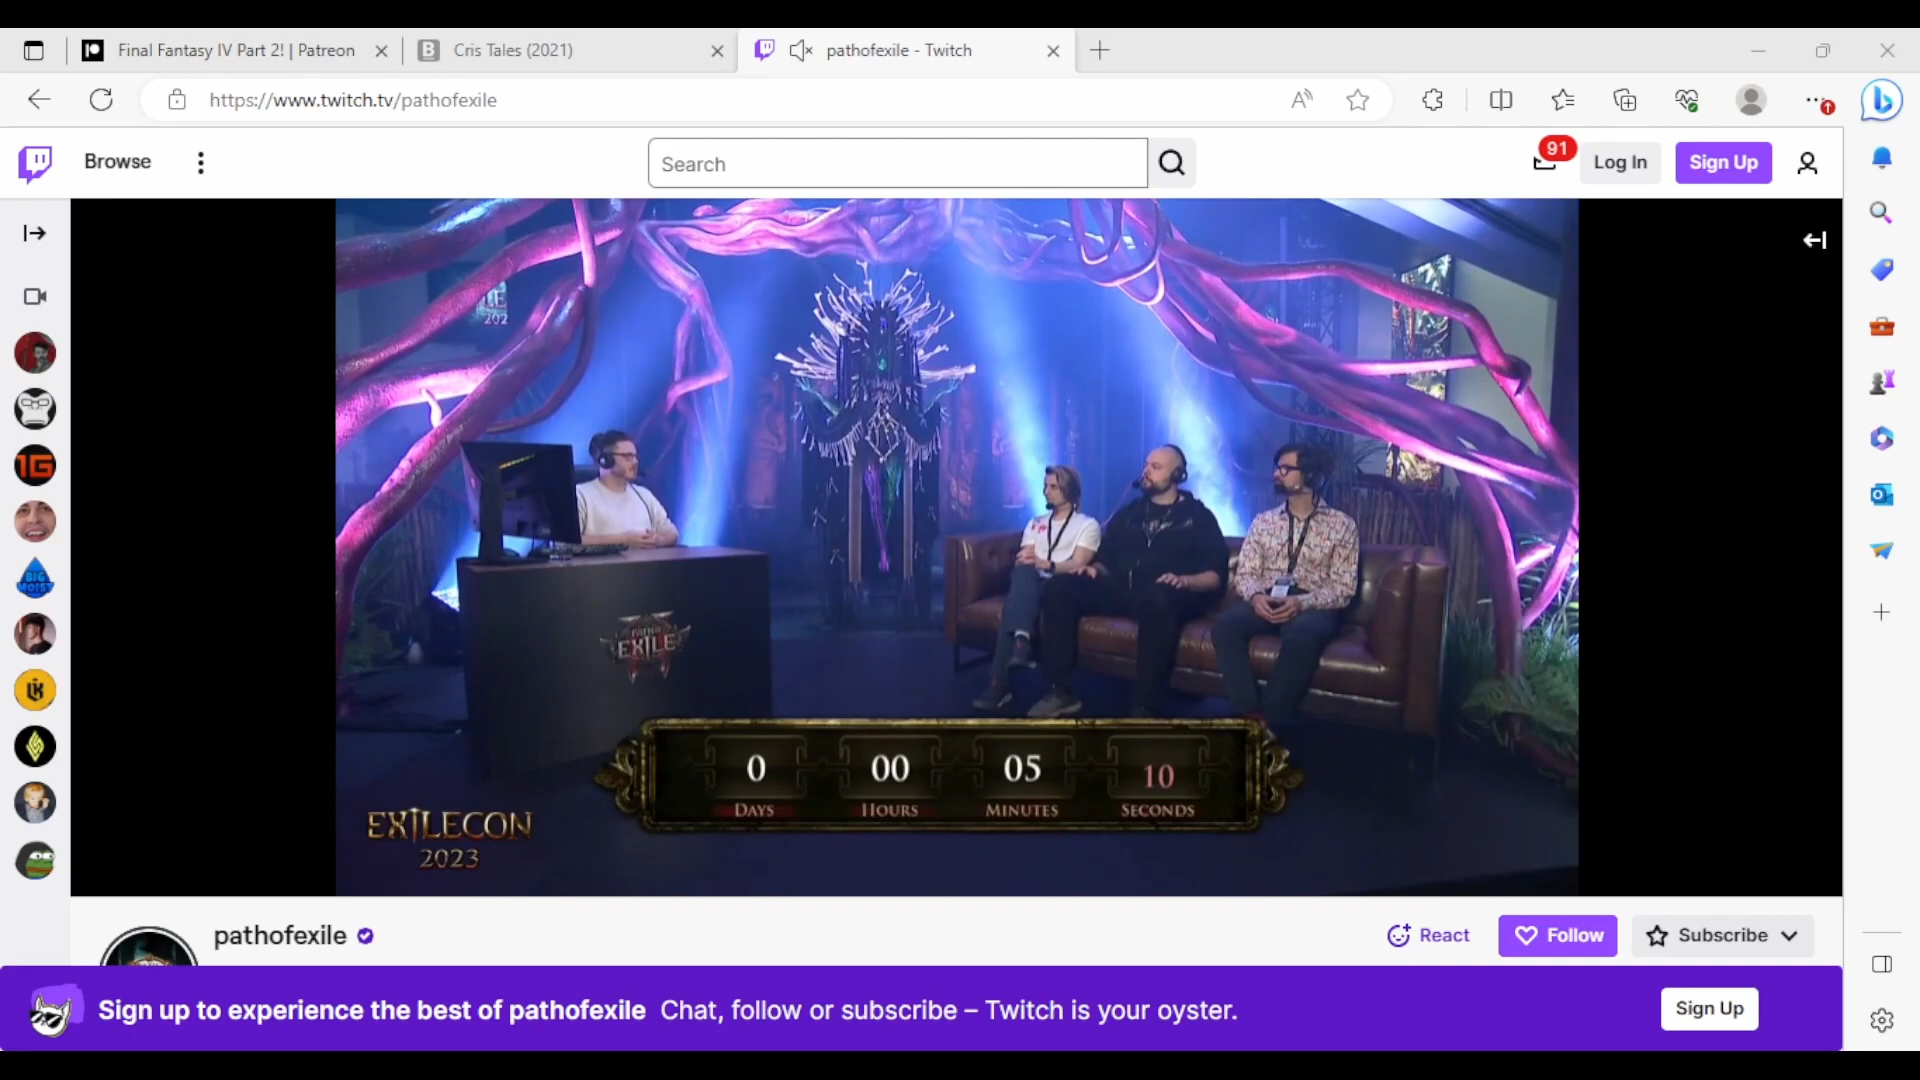 Final Fantasy IV Part 2! | Patreon
Cris Tales (2021)
pathofexile - Twitch
https://www.twitch.tv/pathofexile
Browse
Search
91
Log In
Sign Up
202
EXILE
0
00
05
10
DAYS
HOURS
MINUTES
SECONDS
EXILECON
2023
pathofexile
React
Follow
Subscribe
Sign up to experience the best of pathofexile Chat, follow or subscribe – Twitch is your oyster.
Sign Up